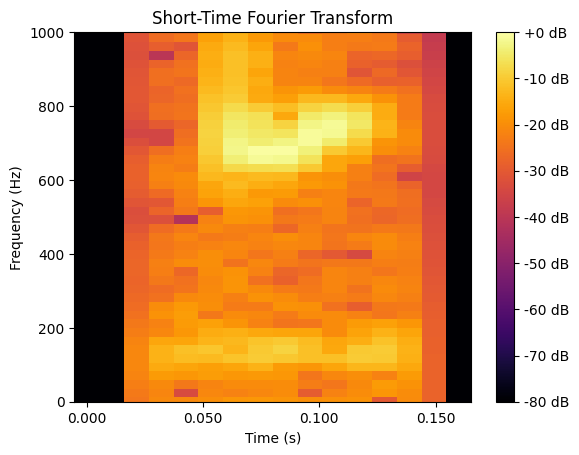 Short-Time Fourier Transform
1000
800
600
400
200
0
Frequency (Hz)
0.000
0.050
0.100
0.150
Time (s)
+0 dB
-10 dB
-20 dB
-30 dB
-40 dB
-50 dB
-60 dB
-70 dB
-80 dB